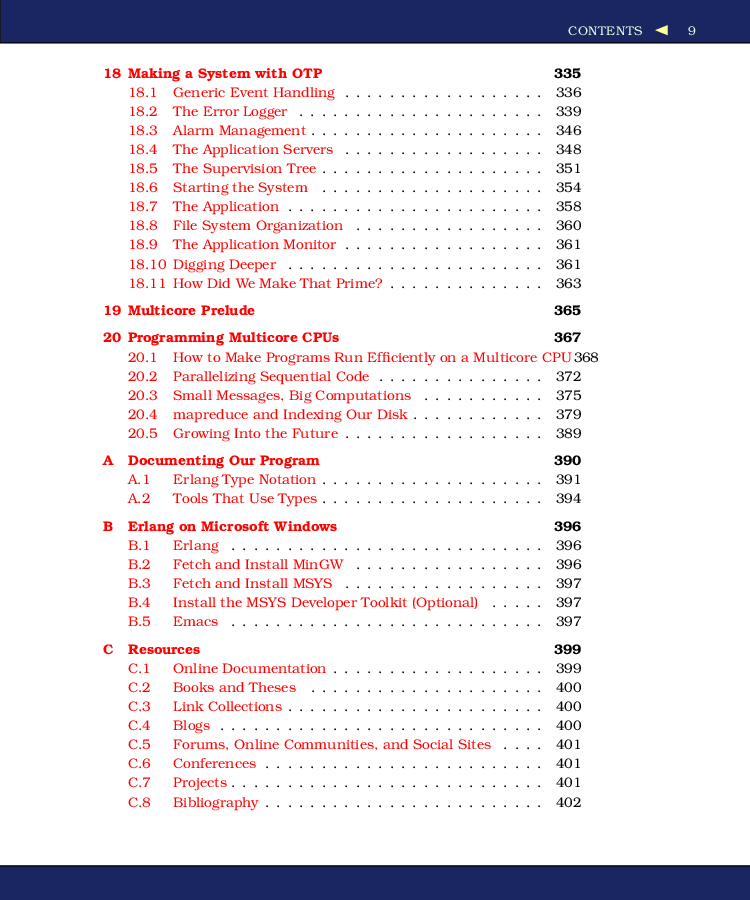 CONTENTS ◀ 9
18 Making a System with OTP 335
18.1 Generic Event Handling . . . . . . . . . . . . . . . . . . 336
18.2 The Error Logger . . . . . . . . . . . . . . . . . . . . . . 339
18.3 Alarm Management . . . . . . . . . . . . . . . . . . . . . 346
18.4 The Application Servers . . . . . . . . . . . . . . . . . . 348
18.5 The Supervision Tree . . . . . . . . . . . . . . . . . . . . 351
18.6 Starting the System . . . . . . . . . . . . . . . . . . . . 354
18.7 The Application . . . . . . . . . . . . . . . . . . . . . . . 358
18.8 File System Organization . . . . . . . . . . . . . . . . . 360
18.9 The Application Monitor . . . . . . . . . . . . . . . . . . 361
18.10 Digging Deeper . . . . . . . . . . . . . . . . . . . . . . . 361
18.11 How Did We Make That Prime? . . . . . . . . . . . . . . 363
19 Multicore Prelude 365
20 Programming Multicore CPUs 367
20.1 How to Make Programs Run Efficiently on a Multicore CPU 368
20.2 Parallelizing Sequential Code . . . . . . . . . . . . . . . 372
20.3 Small Messages, Big Computations . . . . . . . . . . . 375
20.4 mapreduce and Indexing Our Disk . . . . . . . . . . . . 379
20.5 Growing Into the Future . . . . . . . . . . . . . . . . . . 389
A Documenting Our Program 390
A.1 Erlang Type Notation . . . . . . . . . . . . . . . . . . . . 391
A.2 Tools That Use Types . . . . . . . . . . . . . . . . . . . . 394
B Erlang on Microsoft Windows 396
B.1 Erlang . . . . . . . . . . . . . . . . . . . . . . . . . . . . 396
B.2 Fetch and Install MinGW . . . . . . . . . . . . . . . . . 396
B.3 Fetch and Install MSYS . . . . . . . . . . . . . . . . . . 397
B.4 Install the MSYS Developer Toolkit (Optional) . . . . . 397
B.5 Emacs . . . . . . . . . . . . . . . . . . . . . . . . . . . . 397
C Resources 399
C.1 Online Documentation . . . . . . . . . . . . . . . . . . . 399
C.2 Books and Theses . . . . . . . . . . . . . . . . . . . . . 400
C.3 Link Collections . . . . . . . . . . . . . . . . . . . . . . . 400
C.4 Blogs . . . . . . . . . . . . . . . . . . . . . . . . . . . . . 400
C.5 Forums, Online Communities, and Social Sites . . . . 401
C.6 Conferences . . . . . . . . . . . . . . . . . . . . . . . . . 401
C.7 Projects . . . . . . . . . . . . . . . . . . . . . . . . . . . . 401
C.8 Bibliography . . . . . . . . . . . . . . . . . . . . . . . . . 402